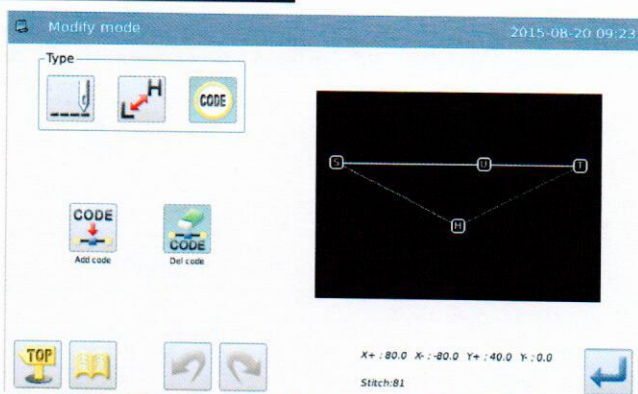 Modify mode
2015-08-20 09:23
Type
L H
CODE
S U T
H
CODE
CODE
Add code
Del code
TOP
X+ : 80.0 X- : -80.0 Y+ : 40.0 Y- : 0.0
Stitch:81